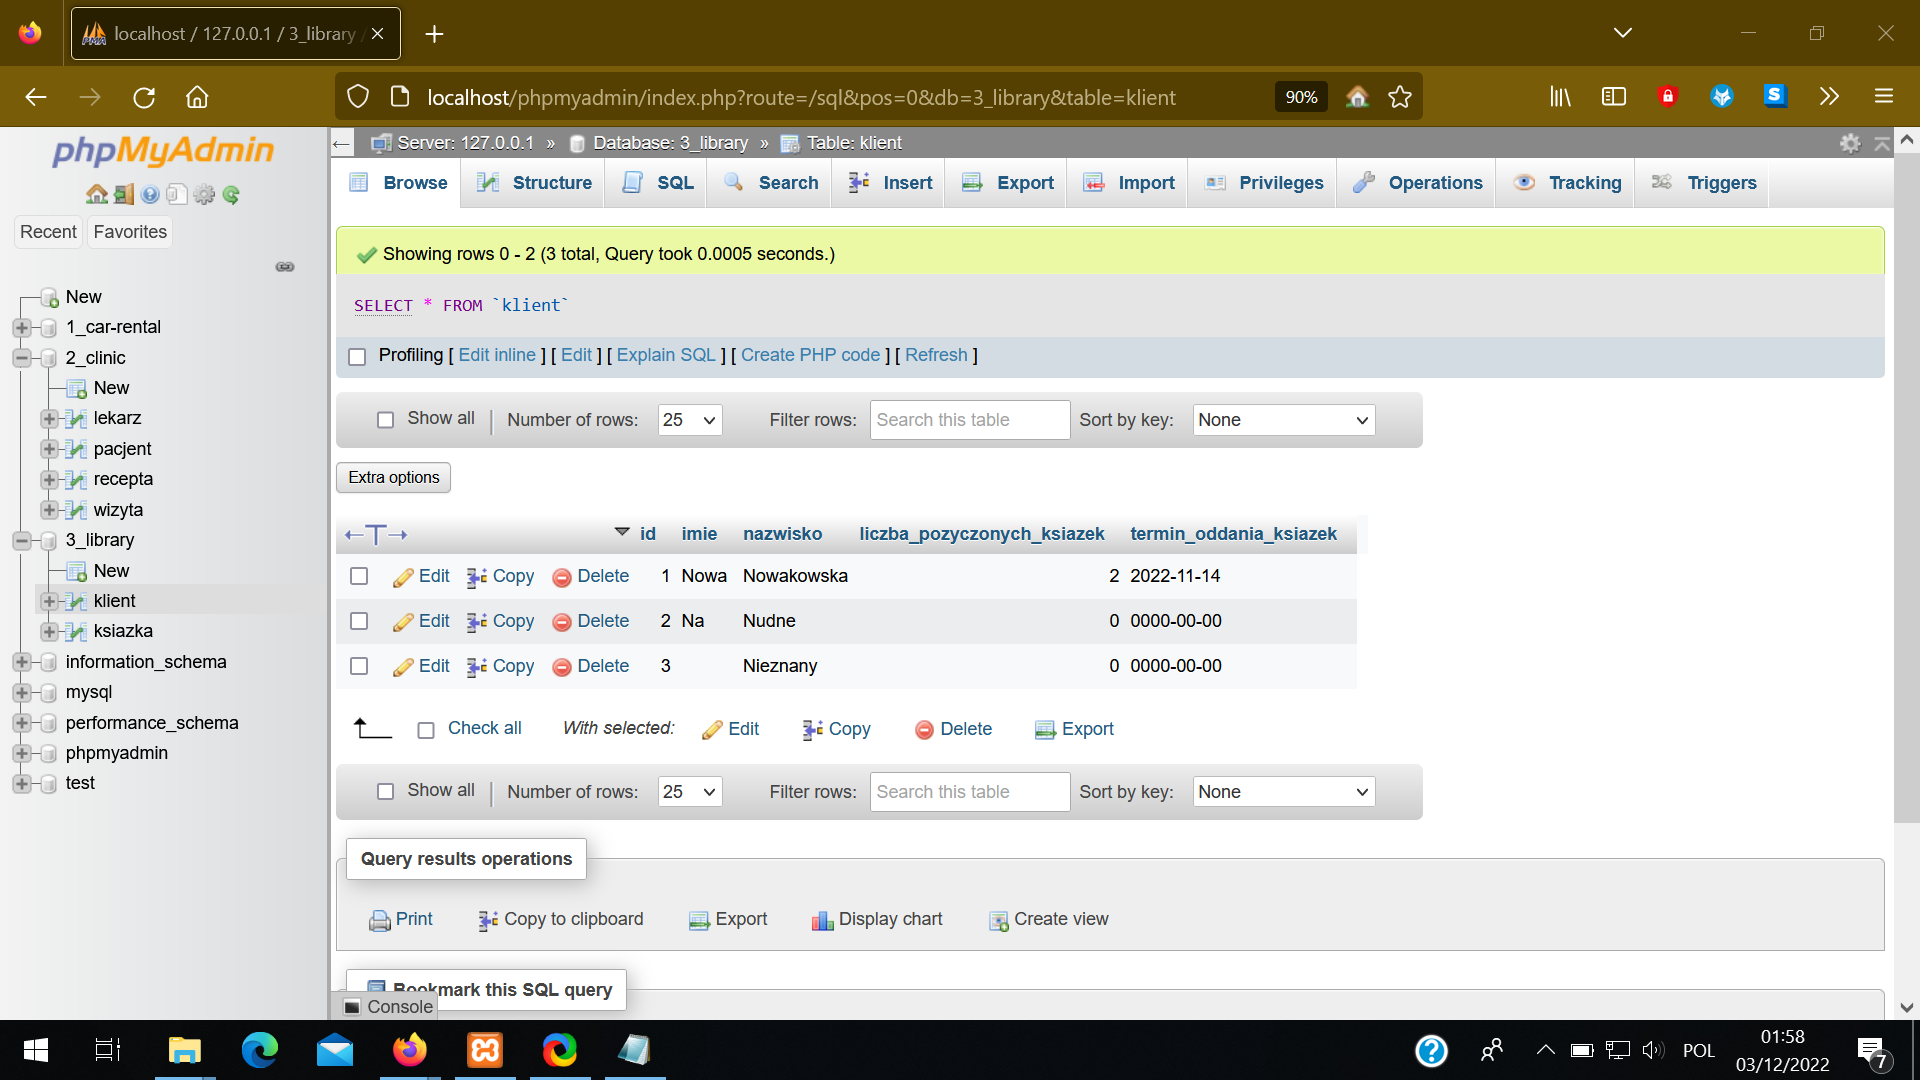 localhost / 127.0.0.1 / 3_library /
localhost/phpmyadmin/index.php?route=/sql&pos=0&db=3_library&table=klient
90%
S
phpMyAdmin
Recent
Favorites
New
1_car-rental
2_clinic
New
lekarz
pacjent
recepta
wizyta
3_library
New
klient
ksiazka
information_schema
mysql
performance_schema
phpmyadmin
test
Server: 127.0.0.1 » Database: 3_library » Table: klient
Browse Structure SQL Search Insert Export Import Privileges Operations Tracking Triggers
Showing rows 0 - 2 (3 total, Query took 0.0005 seconds.)
SELECT * FROM `klient`
Profiling [ Edit inline ] [ Edit ] [ Explain SQL ] [ Create PHP code ] [ Refresh ]
Show all | Number of rows: 25 Filter rows: Search this table Sort by key: None
Extra options
←T→ id imie nazwisko liczba_pozyczonych_ksiazek termin_oddania_ksiazek
Edit Copy Delete 1 Nowa Nowakowska 2 2022-11-14
Edit Copy Delete 2 Na Nudne 0 0000-00-00
Edit Copy Delete 3 Nieznany 0 0000-00-00
Check all With selected: Edit Copy Delete Export
Show all | Number of rows: 25 Filter rows: Search this table Sort by key: None
Query results operations
Print Copy to clipboard Export Display chart Create view
Bookmark this SQL query
Console
POL
01:58
03/12/2022
7